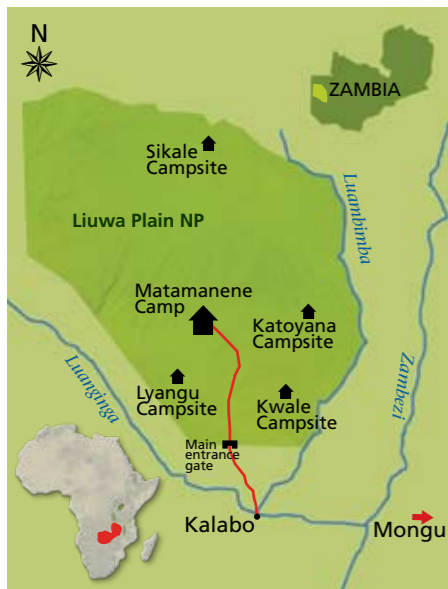 N
ZAMBIA
Sikale
Campsite
Luambimba
Liuwa Plain NP
Matamanene
Camp
Katoyana
Campsite
Zambezi
Luanginga
Lyangu
Campsite
Kwale
Campsite
Main
entrance
gate
Kalabo
Mongu